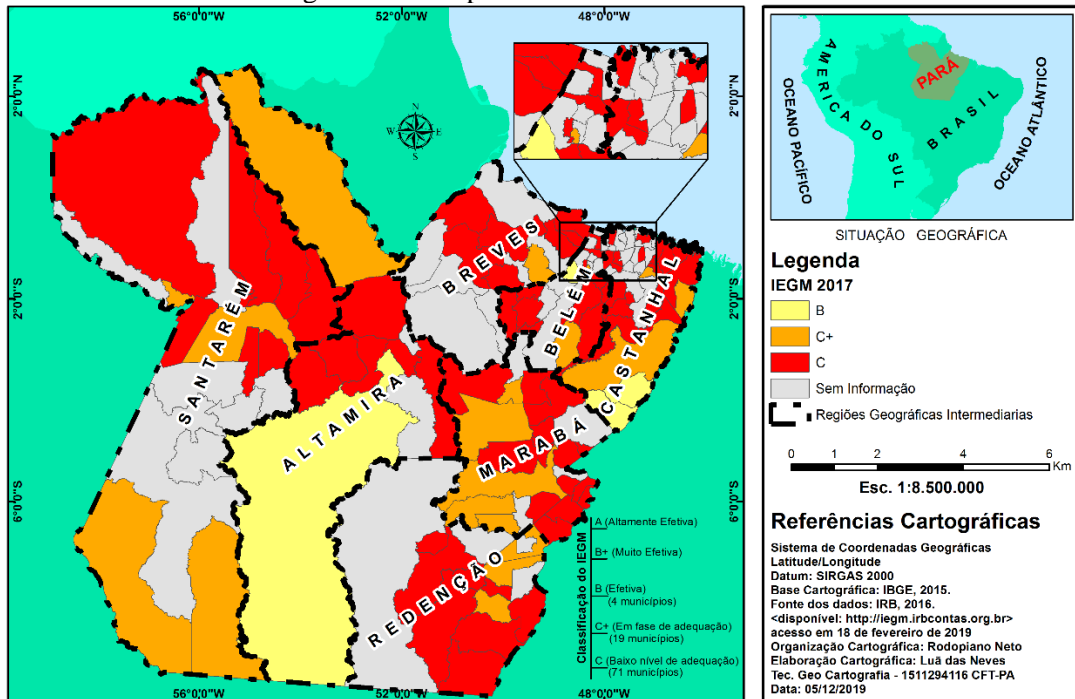 56°0'0"W
52°0'0"W
48°0'0"W
2°0'0"N
2°0'0"N
N
W
E
S
BREVES
BELÉM
CASTANHAL
2°0'0"S
2°0'0"S
SANTARÉM
ALTAMIRA
MARABÁ
6°0'0"S
6°0'0"S
REDENÇÃO
Classificação do IEGM
A (Altamente Efetiva)
B+ (Muito Efetiva)
B (Efetiva)
(4 municípios)
C+ (Em fase de adequação)
(19 municípios)
C (Baixo nível de adequação)
(71 municípios)
56°0'0"W
52°0'0"W
48°0'0"W
PARÁ
AMERICA DO SUL
BRASIL
OCEANO PACÍFICO
OCEANO ATLÂNTICO
SITUAÇÃO GEOGRÁFICA
Legenda
IEGM 2017
B
C+
C
Sem Informação
Regiões Geográficas Intermediarias
0 1 2 4 6
Km
Esc. 1:8.500.000
Referências Cartográficas
Sistema de Coordenadas Geográficas
Latitude/Longitude
Datum: SIRGAS 2000
Base Cartográfica: IBGE, 2015.
Fonte dos dados: IRB, 2016.
<disponível: http://iegm.irbcontas.org.br>
acesso em 18 de fevereiro de 2019
Organização Cartográfica: Rodopiano Neto
Elaboração Cartográfica: Luã das Neves
Tec. Geo Cartografia - 1511294116 CFT-PA
Data: 05/12/2019